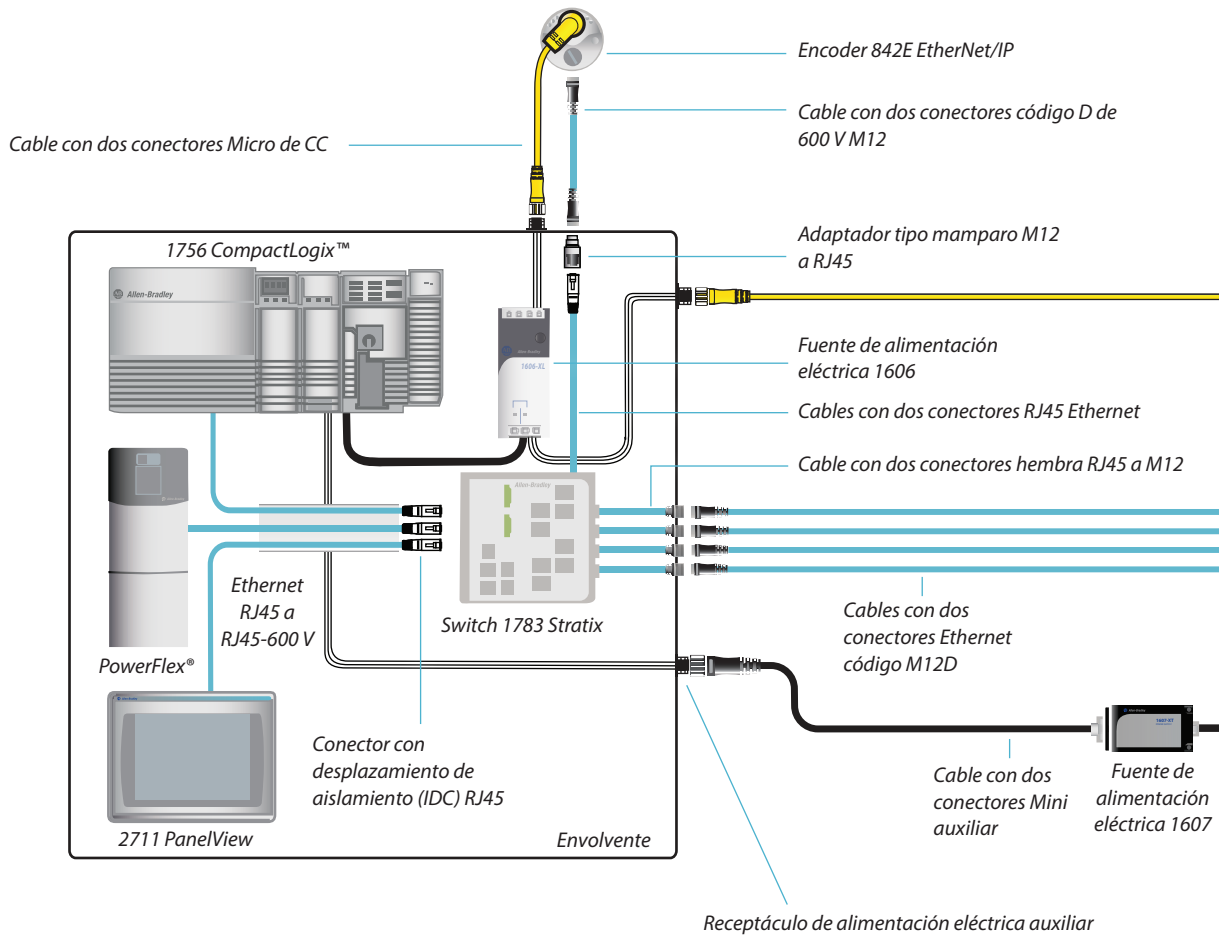 Encoder 842E EtherNet/IP
Cable con dos conectores código D de
600 V M12
Cable con dos conectores Micro de CC
1756 CompactLogix™
Allen-Bradley
Adaptador tipo mamparo M12
a RJ45
Allen-Bradley
1606-XL
Fuente de alimentación
eléctrica 1606
Cables con dos conectores RJ45 Ethernet
Cable con dos conectores hembra RJ45 a M12
Allen-Bradley
Ethernet
RJ45 a
RJ45-600 V
Switch 1783 Stratix
PowerFlex®
Cables con dos
conectores Ethernet
código M12D
Allen-Bradley
1607-XT
Conector con
desplazamiento de
aislamiento (IDC) RJ45
Cable con dos
conectores Mini
auxiliar
Fuente de
alimentación
eléctrica 1607
2711 PanelView
Envolvente
Receptáculo de alimentación eléctrica auxiliar